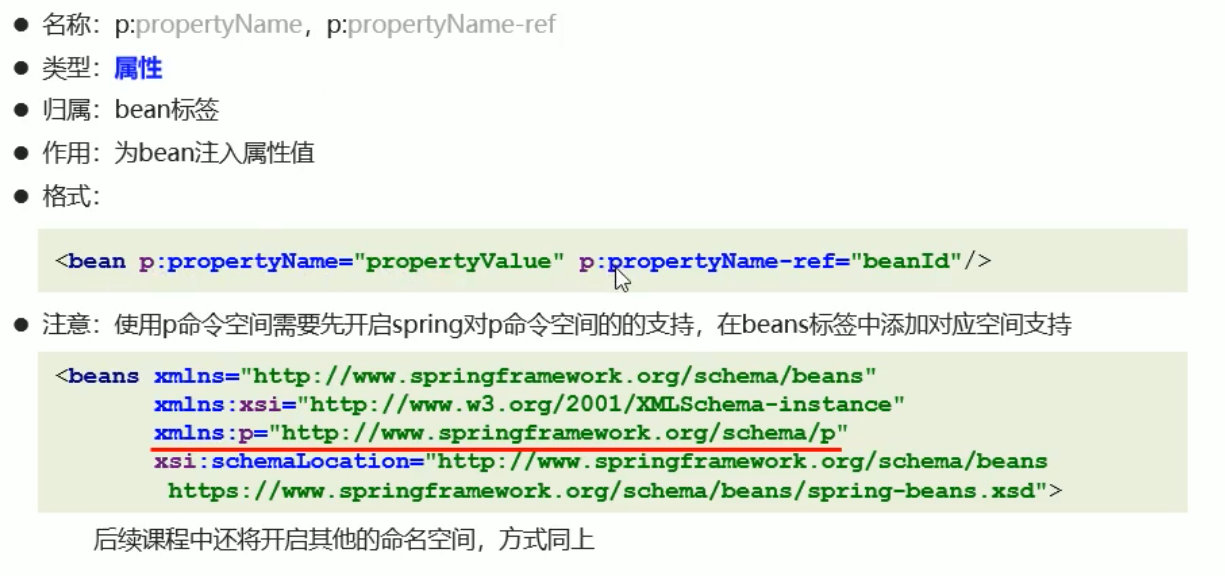 ● 名称：p:propertyName，p:propertyName-ref
● 类型：属性
● 归属：bean标签
● 作用：为bean注入属性值
● 格式：
<bean p:propertyName="propertyValue" p:propertyName-ref="beanId"/>
● 注意：使用p命令空间需要先开启spring对p命令空间的的支持，在beans标签中添加对应空间支持
<beans xmlns="http://www.springframework.org/schema/beans"
xmlns:xsi="http://www.w3.org/2001/XMLSchema-instance"
xmlns:p="http://www.springframework.org/schema/p"
xsi:schemaLocation="http://www.springframework.org/schema/beans
https://www.springframework.org/schema/beans/spring-beans.xsd">
后续课程中还将开启其他的命名空间，方式同上